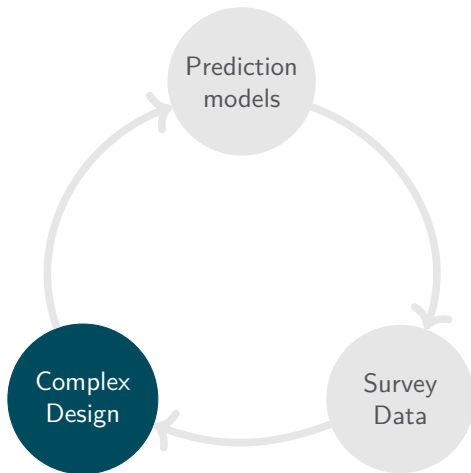 Prediction
models
Complex
Design
Survey
Data